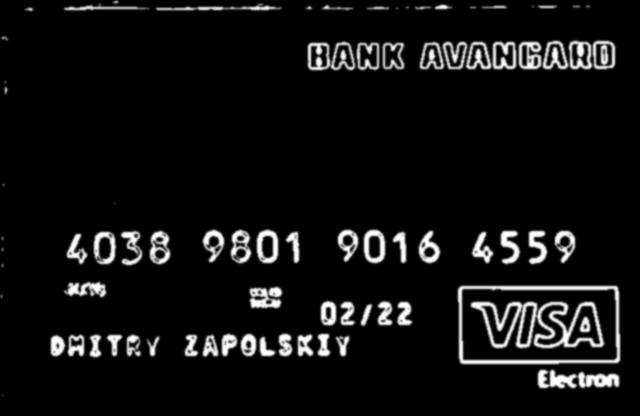 BANK AVANGARD
4038 9801 9016 4559
02/22
DMITRY ZAPOLSKIY
VISA
Electron